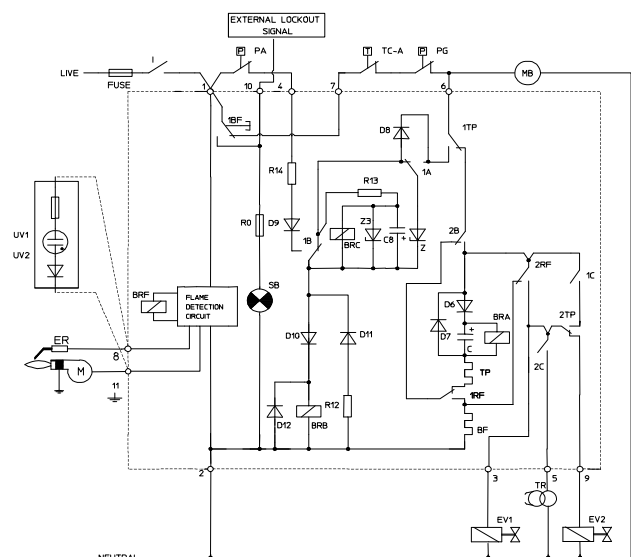 EXTERNAL LOCKOUT
SIGNAL
P PA
T TC-A
P PG
LIVE
FUSE
I
MB
1
10
4
7
6
1BF
D8
1TP
1A
R14
R13
UV1
UV2
R0
D9
1B
BRC
Z3
C8
+
Z
2B
2RF
1C
SB
BRF
FLAME
DETECTION
CIRCUIT
D6
2TP
D7
+
C
BRA
ER
8
D10
D11
2C
M
11
TP
1RF
D12
BRB
R12
BF
2
3
5
9
TR
EV1
EV2
NEUTRAL